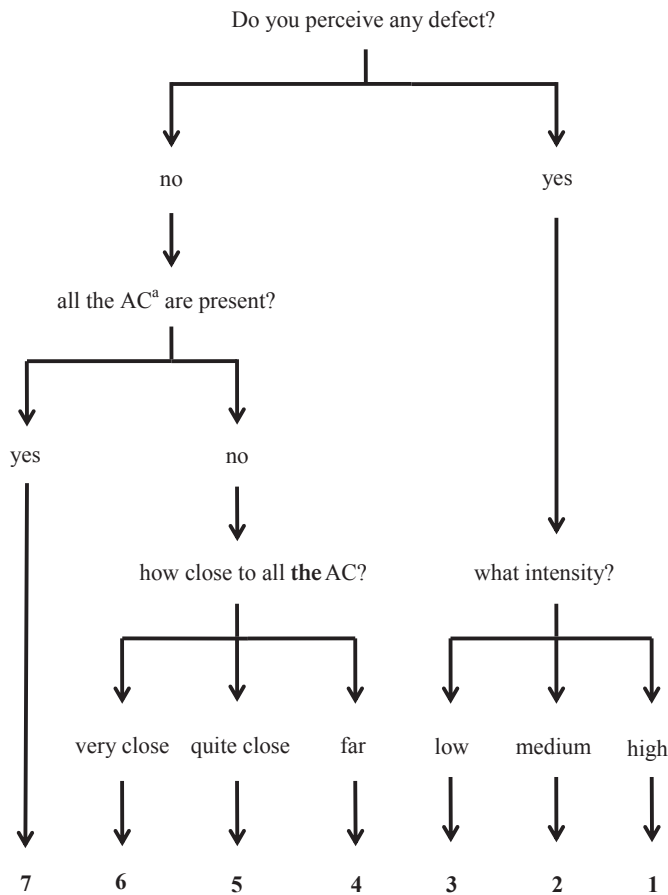 Do you perceive any defect?
no yes
all the ACᵃ are present?
yes no
how close to all the AC? what intensity?
very close quite close far low medium high
7 6 5 4 3 2 1